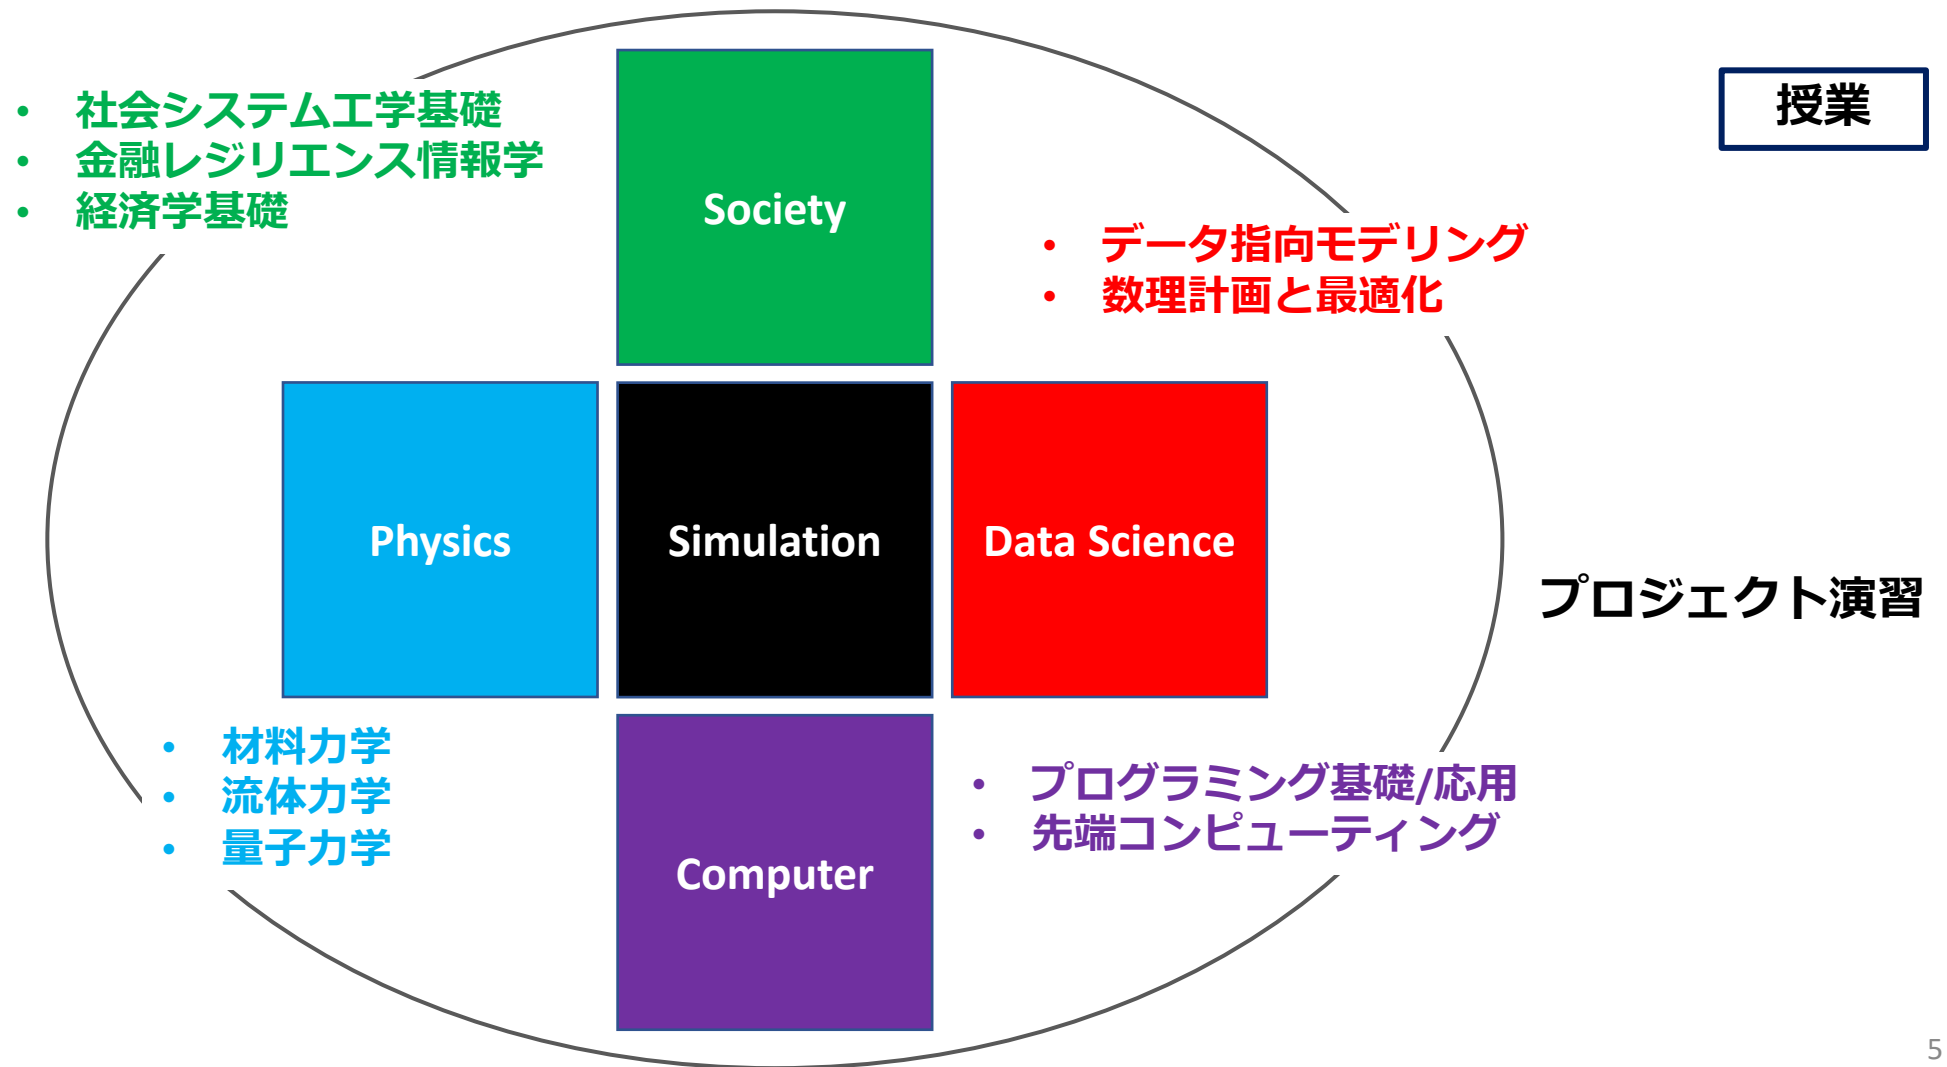 授業
• 社会システム工学基礎
• 金融レジリエンス情報学
• 経済学基礎
Society
• データ指向モデリング
• 数理計画と最適化
Physics
Simulation
Data Science
プロジェクト演習
• 材料力学
• 流体力学
• 量子力学
Computer
• プログラミング基礎/応用
• 先端コンピューティング
5